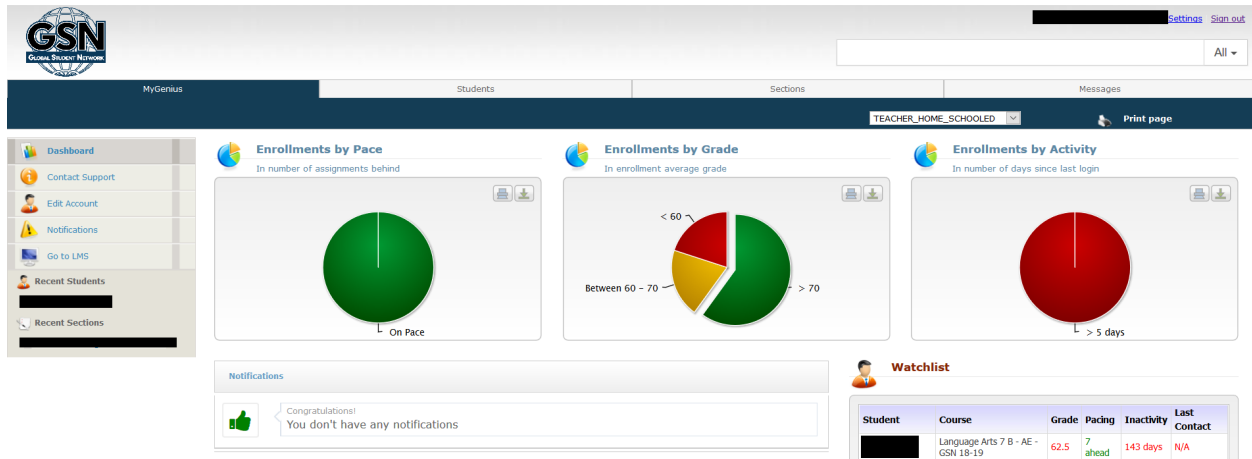 GSN
GLOBAL STUDENT NETWORK
Settings Sign out
All
MyGenius Students Sections Messages
TEACHER_HOME_SCHOOLED Print page
Dashboard
Contact Support
Edit Account
Notifications
Go to LMS
Recent Students
Recent Sections
Enrollments by Pace
In number of assignments behind
On Pace
Enrollments by Grade
In enrollment average grade
< 60
Between 60 - 70
> 70
Enrollments by Activity
In number of days since last login
> 5 days
Notifications
Congratulations!
You don't have any notifications
Watchlist
Student Course Grade Pacing Inactivity Last Contact
Language Arts 7 B - AE -
GSN 18-19
62.5
7
ahead
143 days
N/A